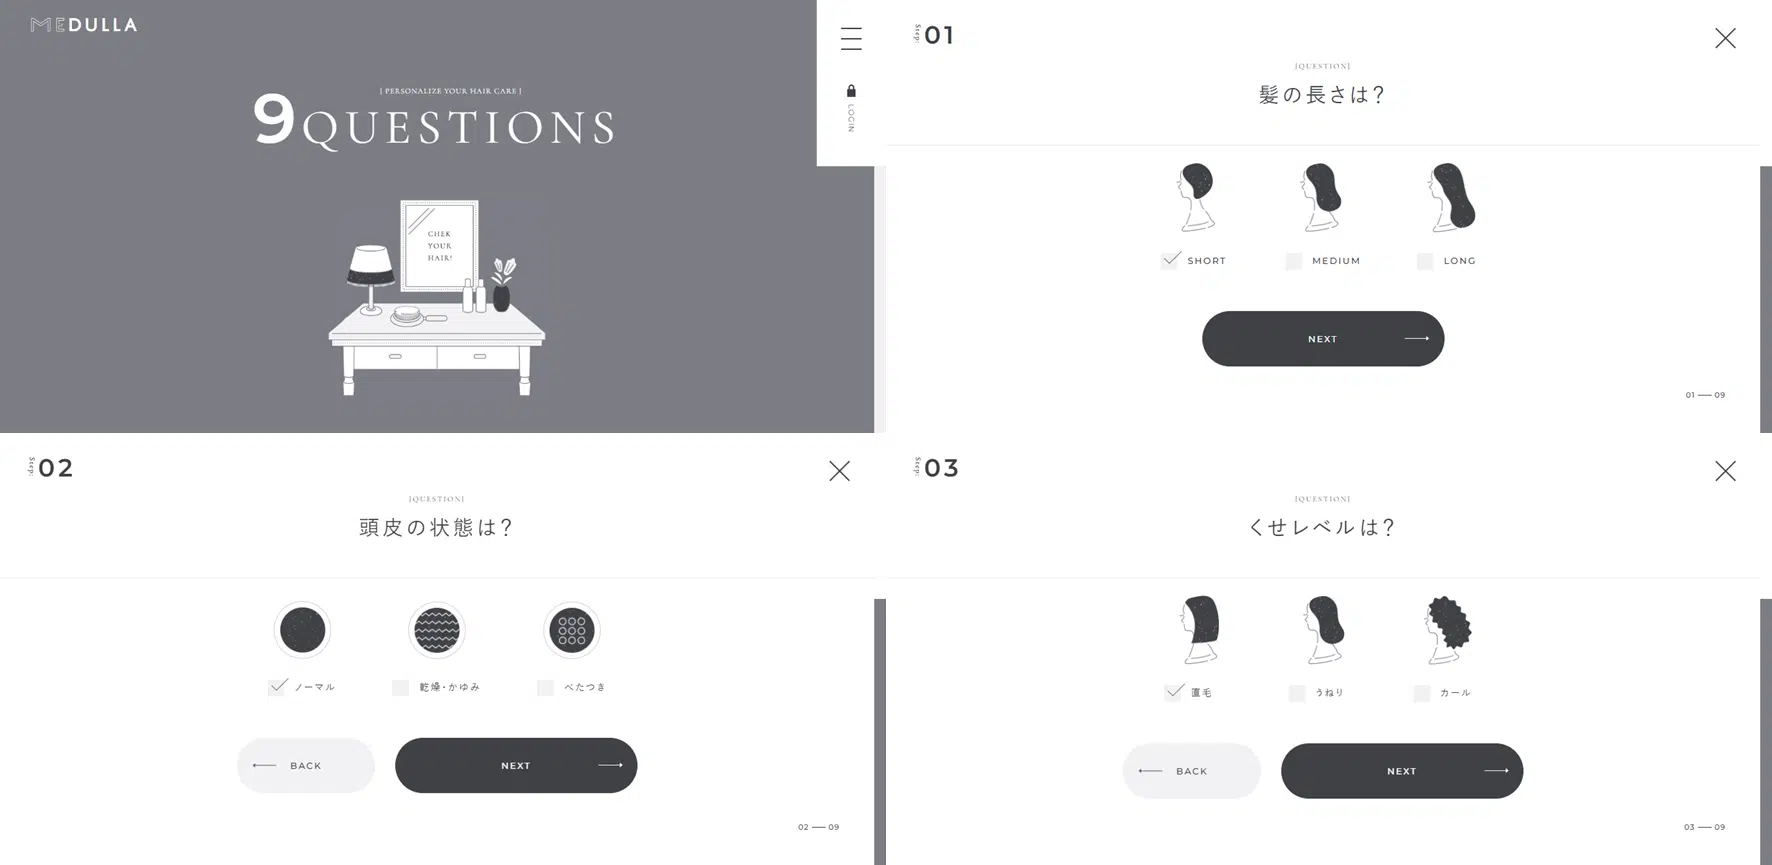 MEDULLA
LOGIN
[ PERSONALIZE YOUR HAIR CARE ]
9QUESTIONS
CHEK
YOUR
HAIR!
Step: 01
[QUESTION]
髪の長さは?
SHORT
MEDIUM
LONG
NEXT
01 — 09
Step: 02
[QUESTION]
頭皮の状態は?
ノーマル
乾燥・かゆみ
べたつき
BACK
NEXT
02 — 09
Step: 03
[QUESTION]
くせレベルは?
直毛
うねり
カール
BACK
NEXT
03 — 09